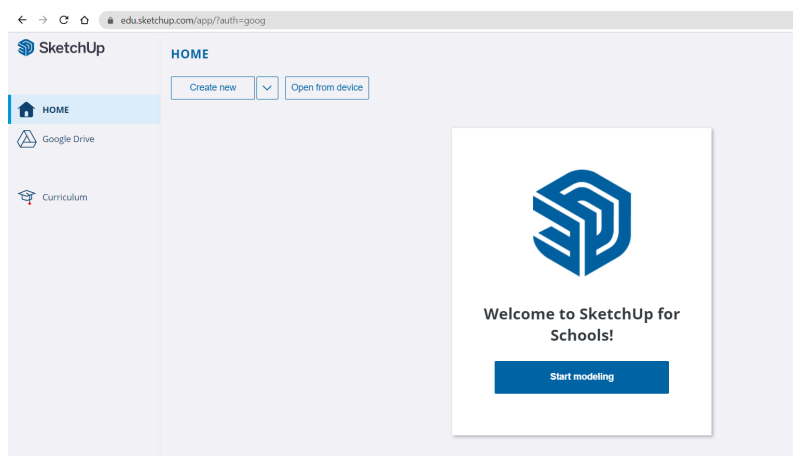 edu.sketchup.com/app/?auth=goog
SketchUp
HOME
Create new
Open from device
HOME
Google Drive
Curriculum
Welcome to SketchUp for
Schools!
Start modeling